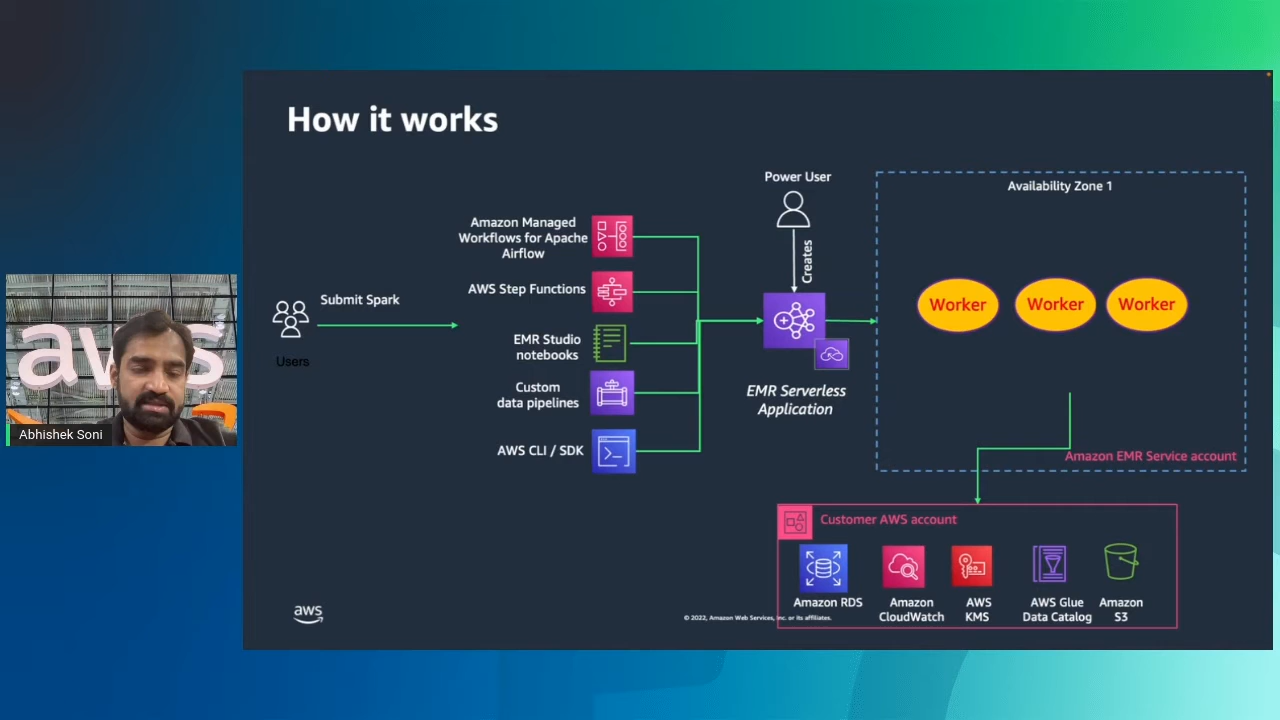 How it works
Power User
Creates
Availability Zone 1
Amazon Managed
Workflows for Apache
Airflow
AWS Step Functions
Submit Spark
Users
EMR Studio
notebooks
Custom
data pipelines
AWS CLI / SDK
EMR Serverless
Application
Worker
Worker
Worker
Amazon EMR Service account
Customer AWS account
Amazon RDS
Amazon
CloudWatch
AWS
KMS
AWS Glue
Data Catalog
Amazon
S3
aws
© 2022, Amazon Web Services, Inc. or its affiliates.
aws
Abhishek Soni